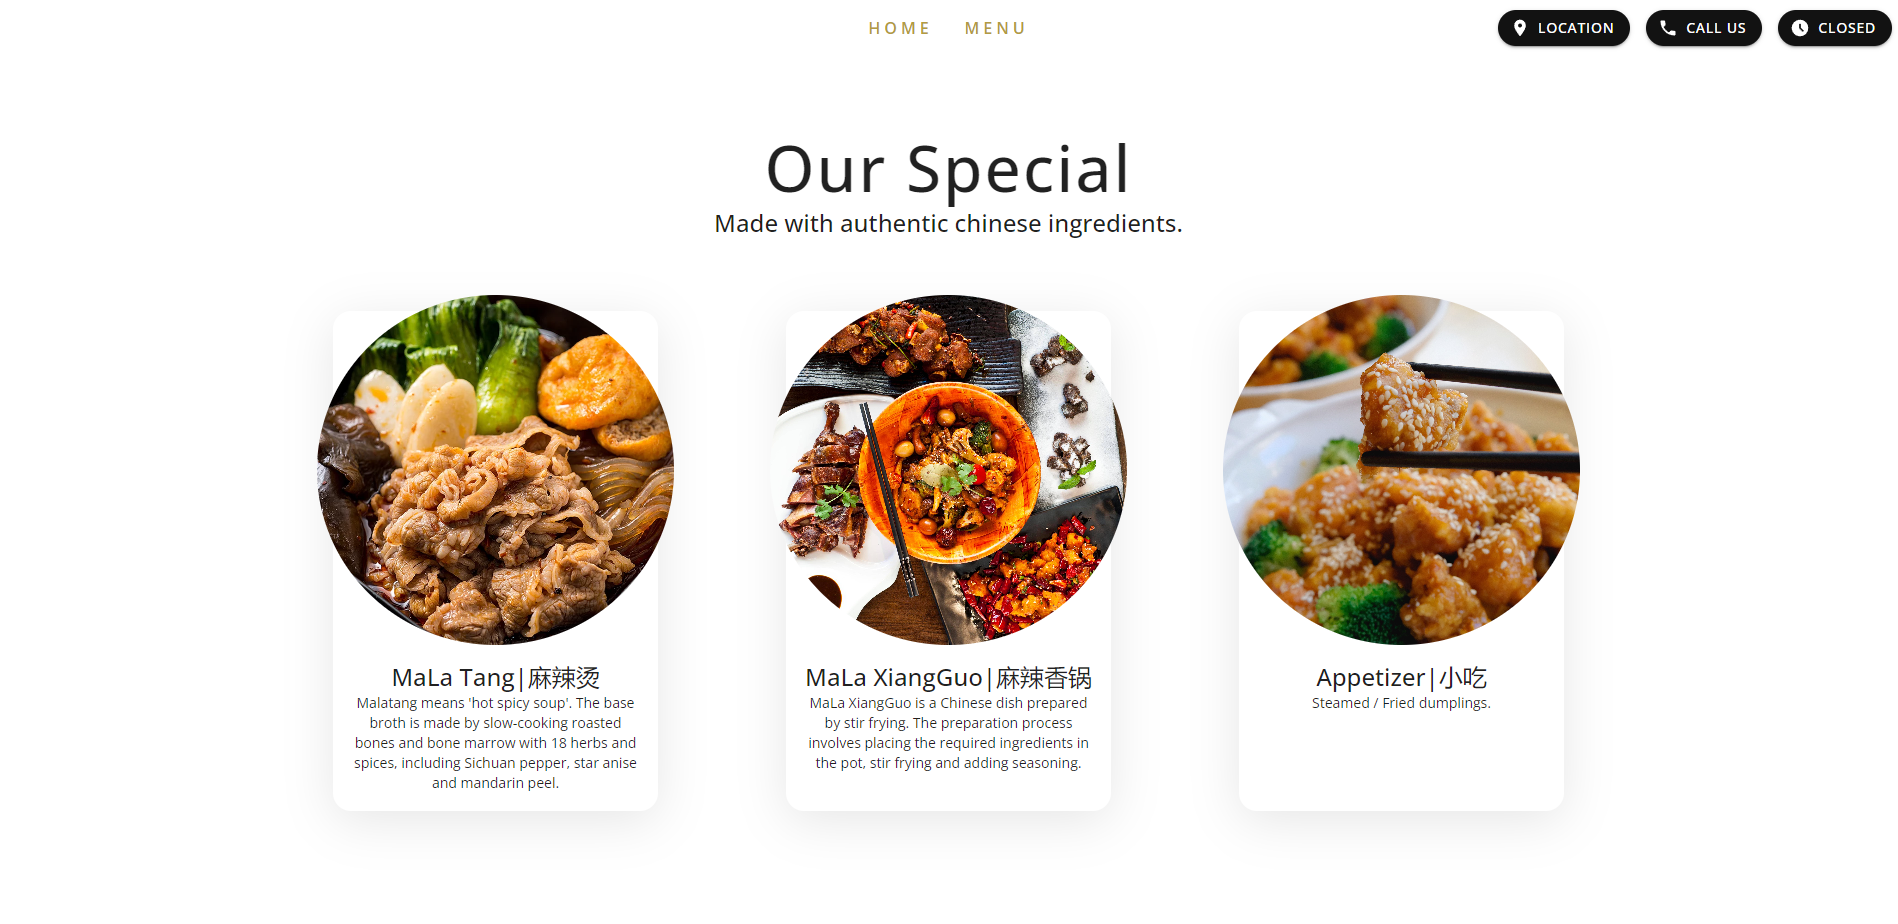 HOME MENU LOCATION CALL US CLOSED
Our Special
Made with authentic chinese ingredients.
MaLa Tang|麻辣烫
Malatang means 'hot spicy soup'. The base
broth is made by slow-cooking roasted
bones and bone marrow with 18 herbs and
spices, including Sichuan pepper, star anise
and mandarin peel.
MaLa XiangGuo|麻辣香锅
MaLa XiangGuo is a Chinese dish prepared
by stir frying. The preparation process
involves placing the required ingredients in
the pot, stir frying and adding seasoning.
Appetizer|小吃
Steamed / Fried dumplings.